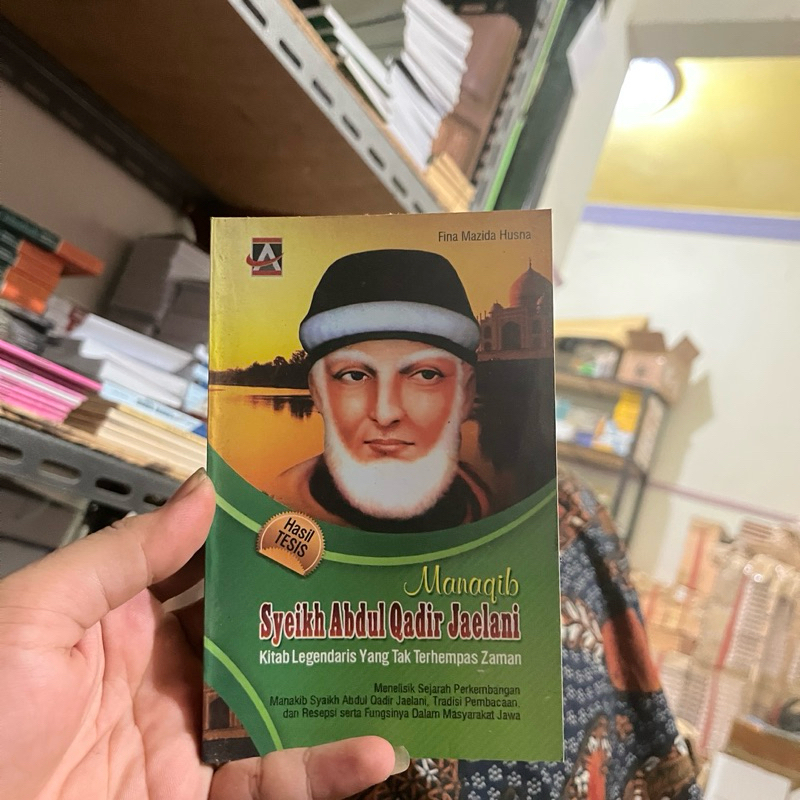 Fina Mazida Husna
A
Hasil
TESIS
Manaqib
Syeikh Abdul Qadir Jaelani
Kitab Legendaris Yang Tak Terhempas Zaman
Menelisik Sejarah Perkembangan
Manakib Syaikh Abdul Qadir Jaelani, Tradisi Pembacaan,
dan Resepsi serta Fungsinya Dalam Masyarakat Jawa